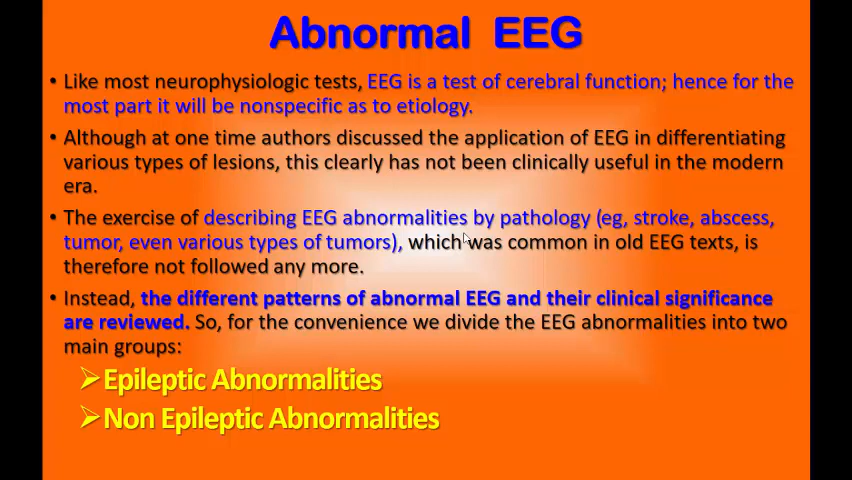 Abnormal EEG
• Like most neurophysiologic tests, EEG is a test of cerebral function; hence for the
most part it will be nonspecific as to etiology.
• Although at one time authors discussed the application of EEG in differentiating
various types of lesions, this clearly has not been clinically useful in the modern
era.
• The exercise of describing EEG abnormalities by pathology (eg, stroke, abscess,
tumor, even various types of tumors), which was common in old EEG texts, is
therefore not followed any more.
• Instead, the different patterns of abnormal EEG and their clinical significance
are reviewed. So, for the convenience we divide the EEG abnormalities into two
main groups:
➢Epileptic Abnormalities
➢Non Epileptic Abnormalities